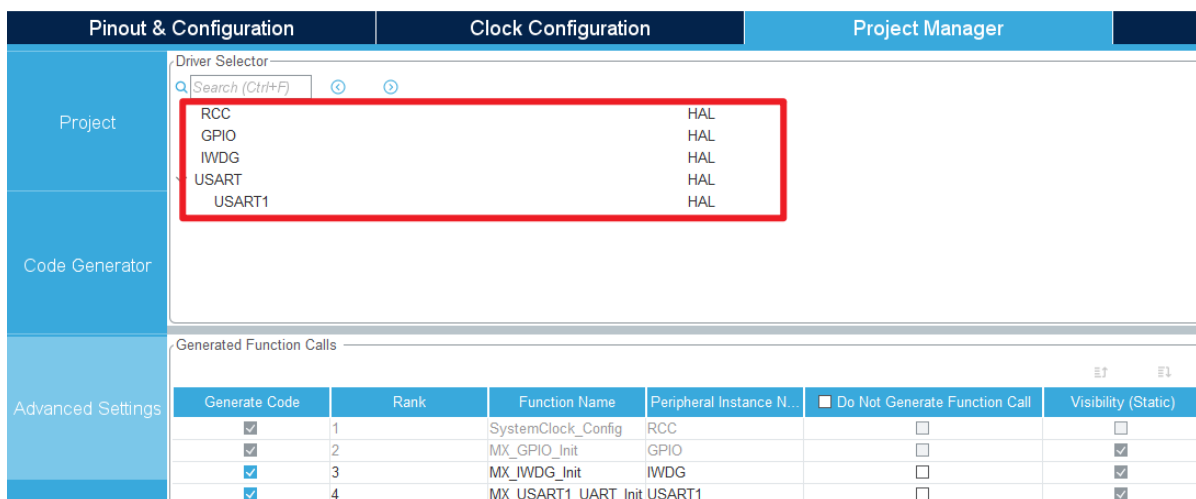 Pinout & Configuration Clock Configuration Project Manager
Driver Selector
Search (Ctrl+F)
RCC HAL
GPIO HAL
IWDG HAL
USART HAL
USART1 HAL
Project
Code Generator
Advanced Settings
Generated Function Calls
Generate Code Rank Function Name Peripheral Instance N... Do Not Generate Function Call Visibility (Static)
1 SystemClock_Config RCC
2 MX_GPIO_Init GPIO
3 MX_IWDG_Init IWDG
4 MX_USART1_UART_Init USART1